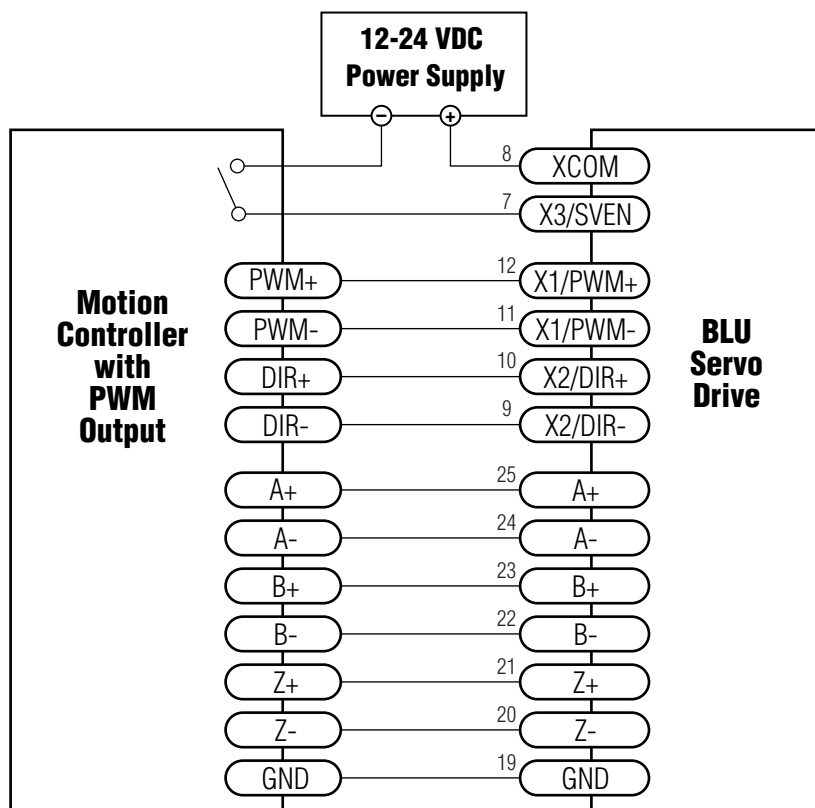 12-24 VDC
Power Supply
−
+
8
XCOM
7
X3/SVEN
PWM+
12
X1/PWM+
PWM-
11
X1/PWM-
DIR+
10
X2/DIR+
DIR-
9
X2/DIR-
Motion
Controller
with
PWM
Output
BLU
Servo
Drive
A+
25
A+
A-
24
A-
B+
23
B+
B-
22
B-
Z+
21
Z+
Z-
20
Z-
GND
19
GND